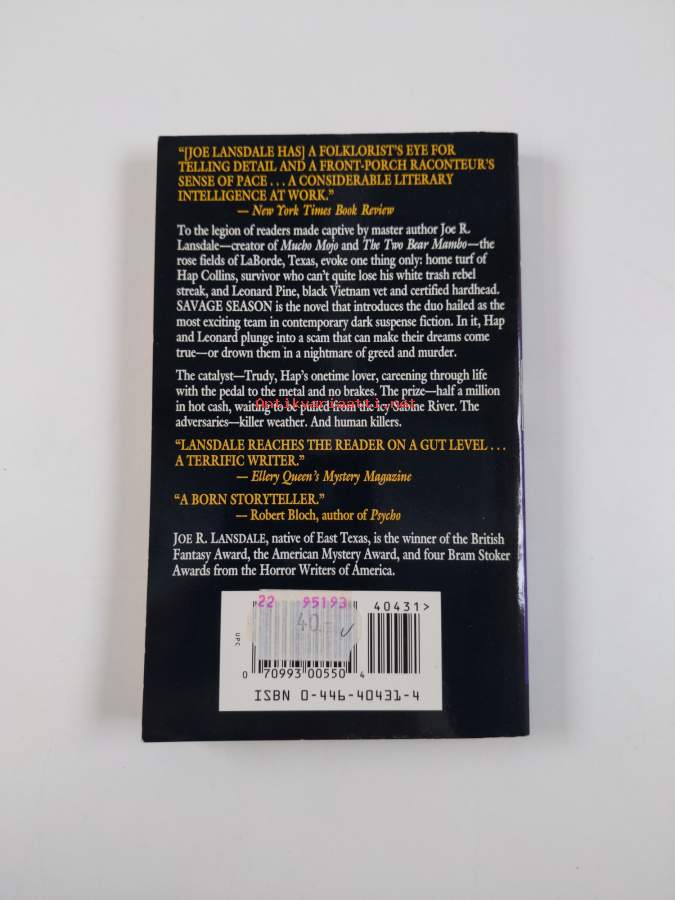 “[JOE LANSDALE HAS] A FOLKLORIST’S EYE FOR
TELLING DETAIL AND A FRONT-PORCH RACONTEUR’S
SENSE OF PACE . . . A CONSIDERABLE LITERARY
INTELLIGENCE AT WORK.”
— New York Times Book Review
To the legion of readers made captive by master author Joe R.
Lansdale—creator of Mucho Mojo and The Two Bear Mambo—the
rose fields of LaBorde, Texas, evoke one thing only: home turf of
Hap Collins, survivor who can’t quite lose his white trash rebel
streak, and Leonard Pine, black Vietnam vet and certified hardhead.
SAVAGE SEASON is the novel that introduces the duo hailed as the
most exciting team in contemporary dark suspense fiction. In it, Hap
and Leonard plunge into a scam that can make their dreams come
true—or drown them in a nightmare of greed and murder.
The catalyst—Trudy, Hap’s onetime lover, careening through life
with the pedal to the metal and no brakes. The prize—half a million
in hot cash, waiting to be pulled from the icy Sabine River. The
adversaries—killer weather. And human killers.
“LANSDALE REACHES THE READER ON A GUT LEVEL . . .
A TERRIFIC WRITER.”
— Ellery Queen’s Mystery Magazine
“A BORN STORYTELLER.”
— Robert Bloch, author of Psycho
JOE R. LANSDALE, native of East Texas, is the winner of the British
Fantasy Award, the American Mystery Award, and four Bram Stoker
Awards from the Horror Writers of America.
22 95193
40431>
40.-
UPC
0 70993 00550 4
ISBN 0-446-40431-4